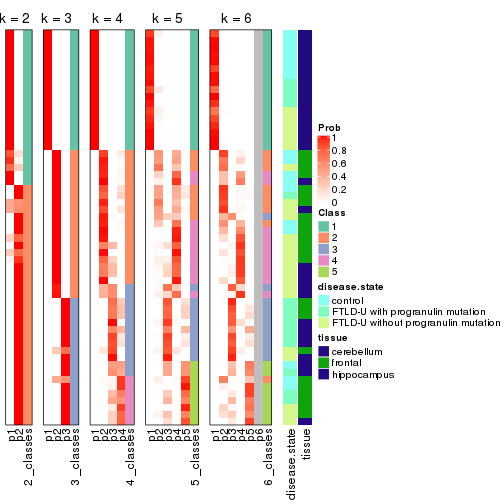 k = 2 k = 3 k = 4 k = 5 k = 6
Prob
1
0.8
0.6
0.4
0.2
0
Class
1
2
3
4
5
disease.state
control
FTLD-U with progranulin mutation
FTLD-U without progranulin mutation
tissue
cerebellum
frontal
hippocampus
p1
p2
2_classes
p1
p2
p3
3_classes
p1
p2
p3
p4
4_classes
p1
p2
p3
p4
p5
5_classes
p1
p2
p3
p4
p5
p6
6_classes
disease.state
tissue